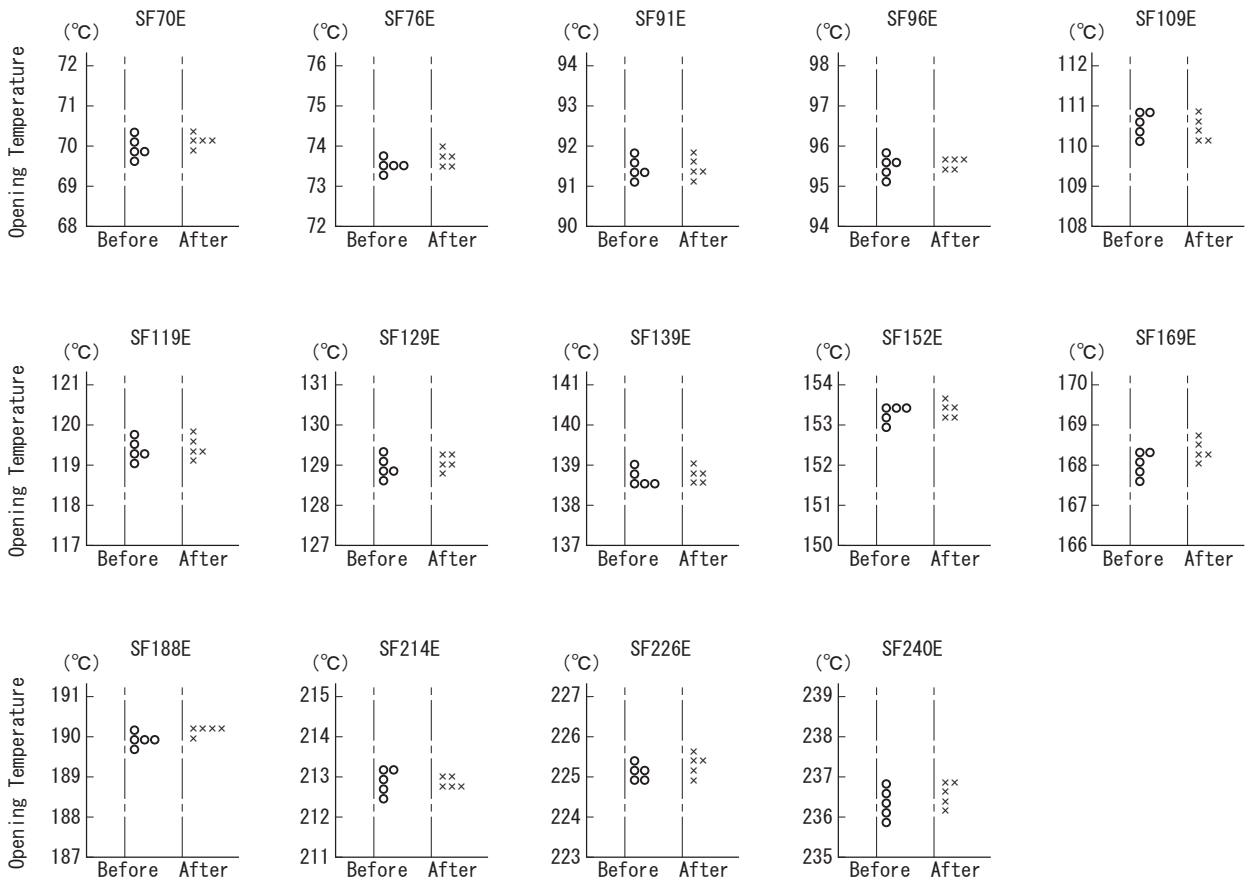 SF70E
(℃)
Opening Temperature
72
71
70
69
68
Before After
SF76E
(℃)
76
75
74
73
72
Before After
SF91E
(℃)
94
93
92
91
90
Before After
SF96E
(℃)
98
97
96
95
94
Before After
SF109E
(℃)
112
111
110
109
108
Before After
SF119E
(℃)
Opening Temperature
121
120
119
118
117
Before After
SF129E
(℃)
131
130
129
128
127
Before After
SF139E
(℃)
141
140
139
138
137
Before After
SF152E
(℃)
154
153
152
151
150
Before After
SF169E
(℃)
170
169
168
167
166
Before After
SF188E
(℃)
Opening Temperature
191
190
189
188
187
Before After
SF214E
(℃)
215
214
213
212
211
Before After
SF226E
(℃)
227
226
225
224
223
Before After
SF240E
(℃)
239
238
237
236
235
Before After